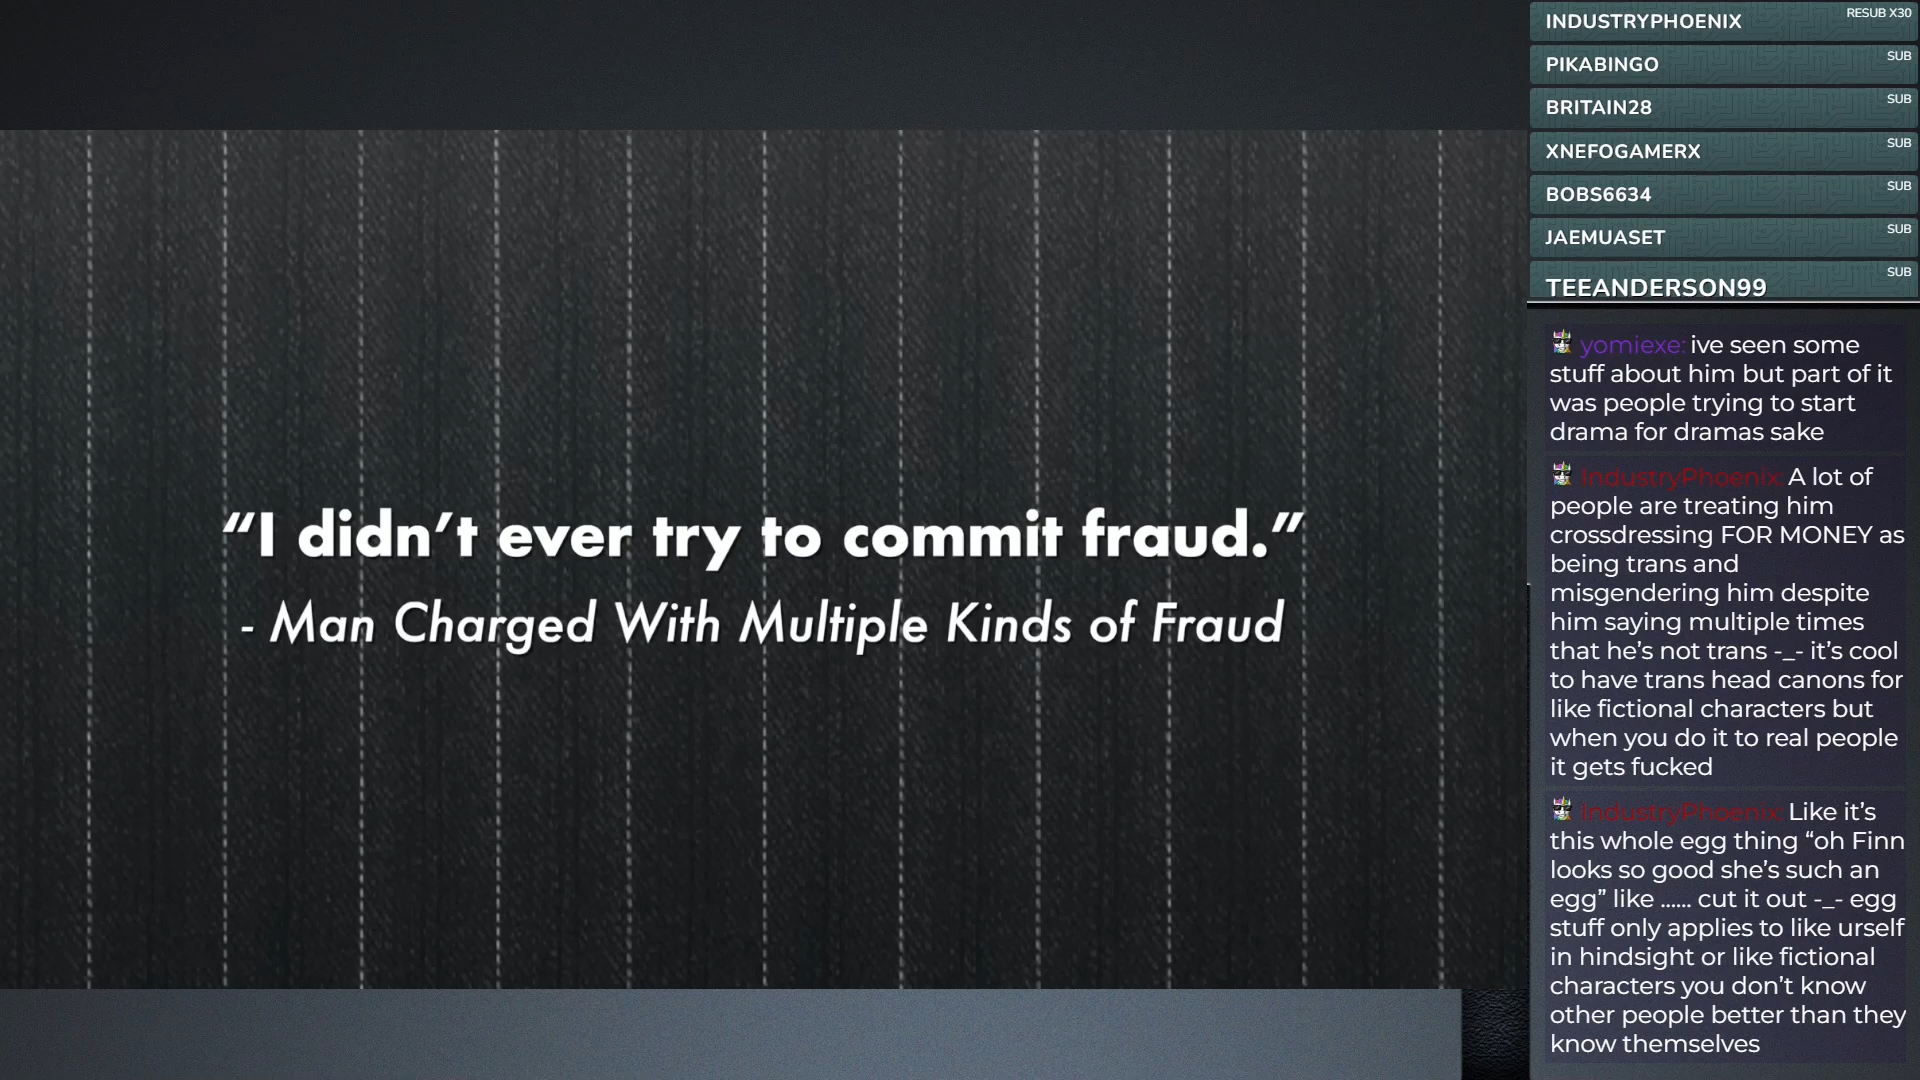 “I didn’t ever try to commit fraud.”
- Man Charged With Multiple Kinds of Fraud
INDUSTRYPHOENIX RESUB X30
PIKABINGO SUB
BRITAIN28 SUB
XNEFOGAMERX SUB
BOBS6634 SUB
JAEMUASET SUB
TEEANDERSON99 SUB
yomiexe: ive seen some
stuff about him but part of it
was people trying to start
drama for dramas sake
IndustryPhoenix: A lot of
people are treating him
crossdressing FOR MONEY as
being trans and
misgendering him despite
him saying multiple times
that he’s not trans -_- it’s cool
to have trans head canons for
like fictional characters but
when you do it to real people
it gets fucked
IndustryPhoenix: Like it’s
this whole egg thing “oh Finn
looks so good she’s such an
egg” like ...... cut it out -_- egg
stuff only applies to like urself
in hindsight or like fictional
characters you don’t know
other people better than they
know themselves